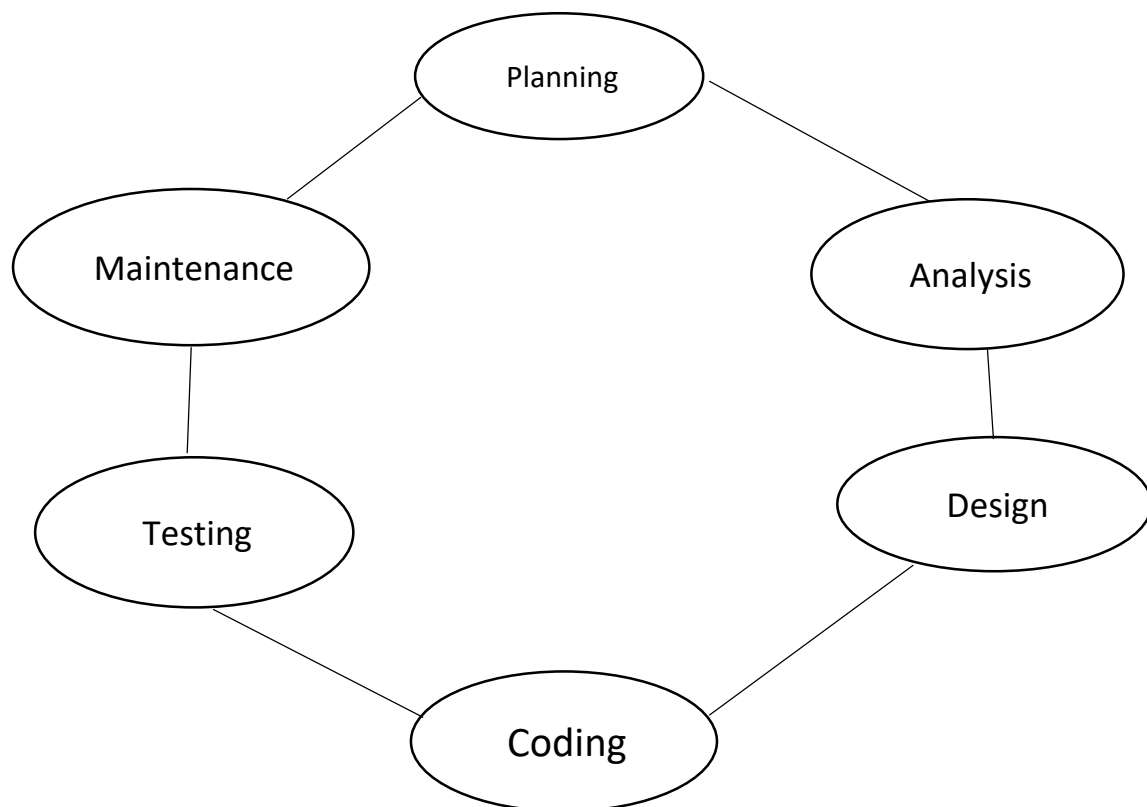 Planning
Maintenance
Analysis
Design
Testing
Coding